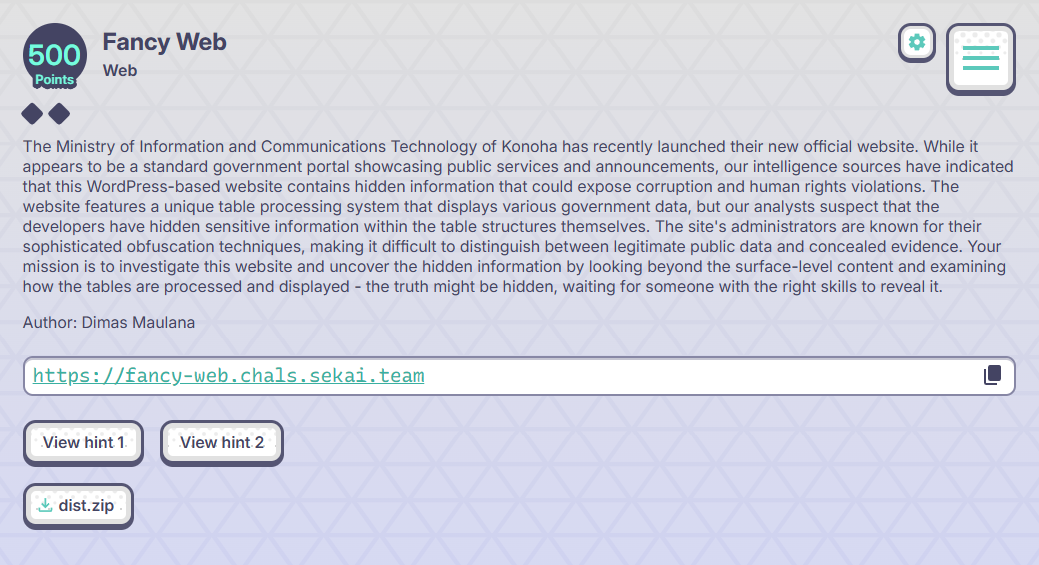 500
Points
Fancy Web
Web
The Ministry of Information and Communications Technology of Konoha has recently launched their new official website. While it
appears to be a standard government portal showcasing public services and announcements, our intelligence sources have indicated
that this WordPress-based website contains hidden information that could expose corruption and human rights violations. The
website features a unique table processing system that displays various government data, but our analysts suspect that the
developers have hidden sensitive information within the table structures themselves. The site's administrators are known for their
sophisticated obfuscation techniques, making it difficult to distinguish between legitimate public data and concealed evidence. Your
mission is to investigate this website and uncover the hidden information by looking beyond the surface-level content and examining
how the tables are processed and displayed - the truth might be hidden, waiting for someone with the right skills to reveal it.
Author: Dimas Maulana
https://fancy-web.chals.sekai.team
View hint 1 View hint 2
dist.zip